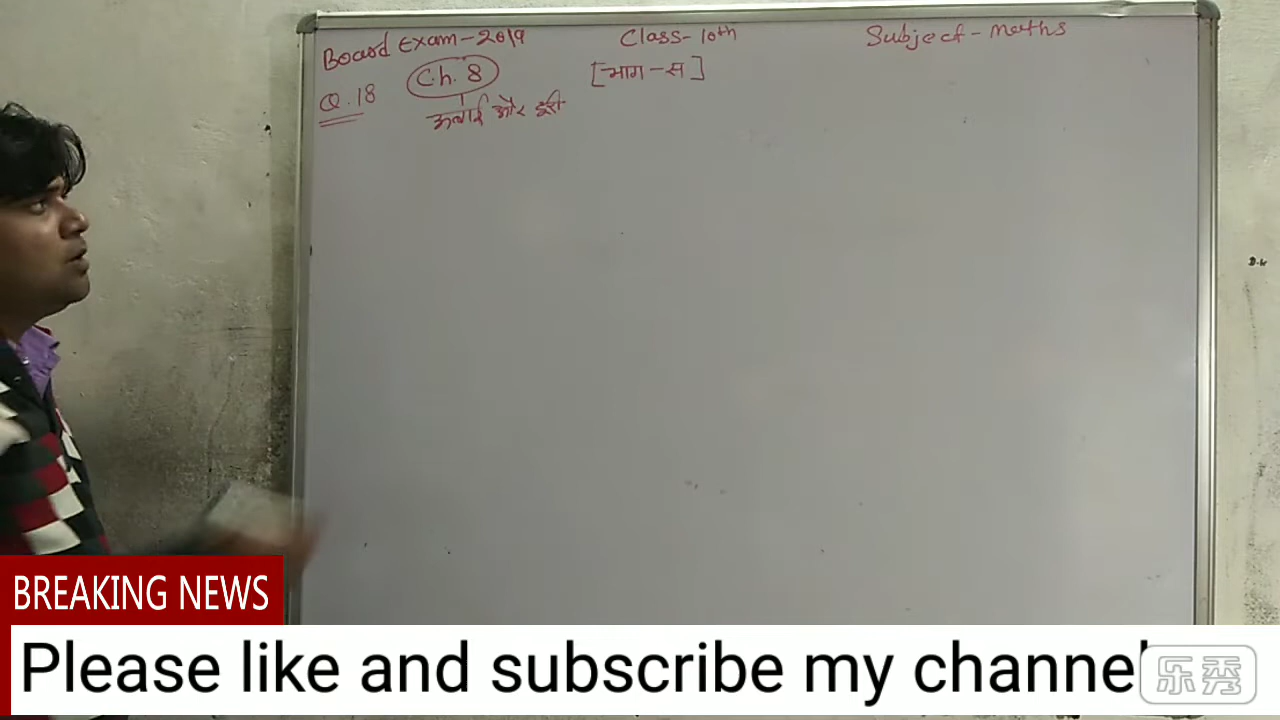 Board Exam-2019 Class-10th Subject-maths
Ch. 8 [भाग-स]
Q.18
ऊचाई और दूरी
BREAKING NEWS
Please like and subscribe my channel
乐秀